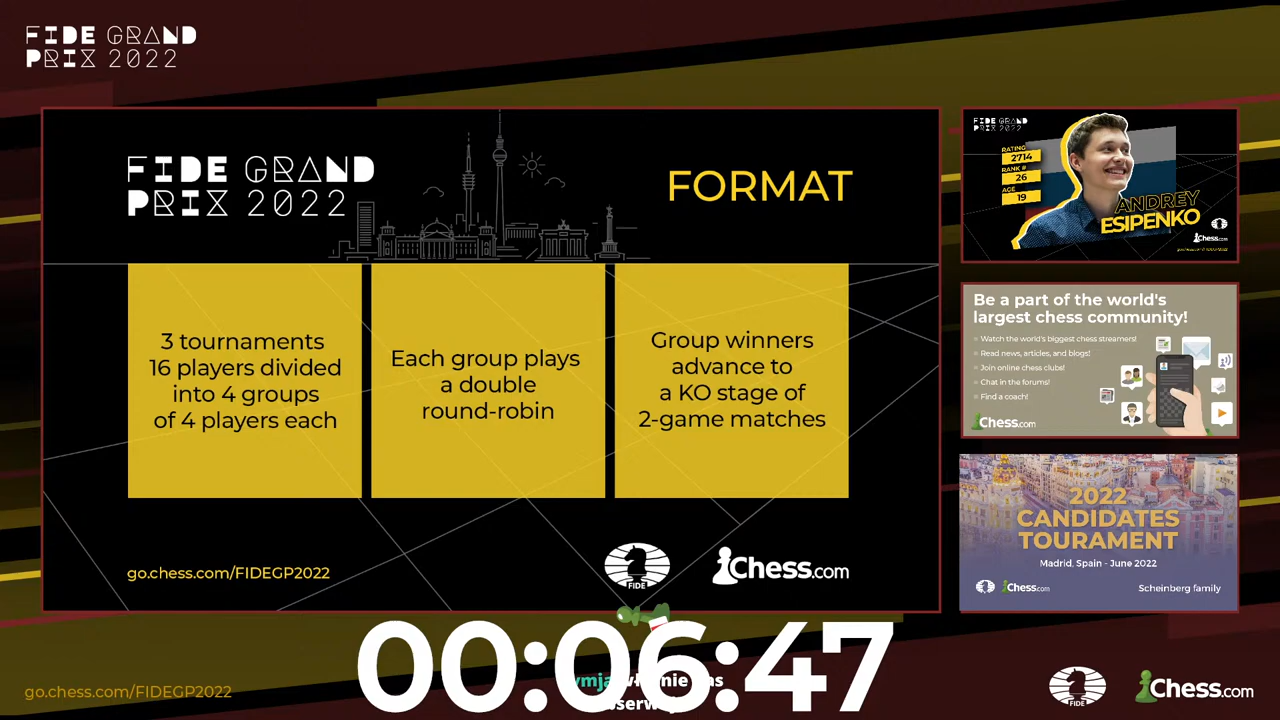 FIDE GRAND
PRIX 2022
FIDE GRAND
PRIX 2022
FORMAT
3 tournaments
16 players divided
into 4 groups
of 4 players each
Each group plays
a double
round-robin
Group winners
advance to
a KO stage of
2-game matches
go.chess.com/FIDEGP2022
FIDE
Chess.com
FIDE GRAND
PRIX 2022
RATING
2714
RANK #
26
AGE
19
ANDREY
ESIPENKO
Chess.com
go.chess.com/FIDEGP2022
Be a part of the world's
largest chess community!
Watch the world's biggest chess streamers!
Read news, articles, and blogs!
Join online chess clubs!
Chat in the forums!
Find a coach!
Chess.com
2022
CANDIDATES
TOURAMENT
Madrid, Spain - June 2022
Chess.com
Scheinberg family
00:06:47
go.chess.com/FIDEGP2022
FIDE
Chess.com